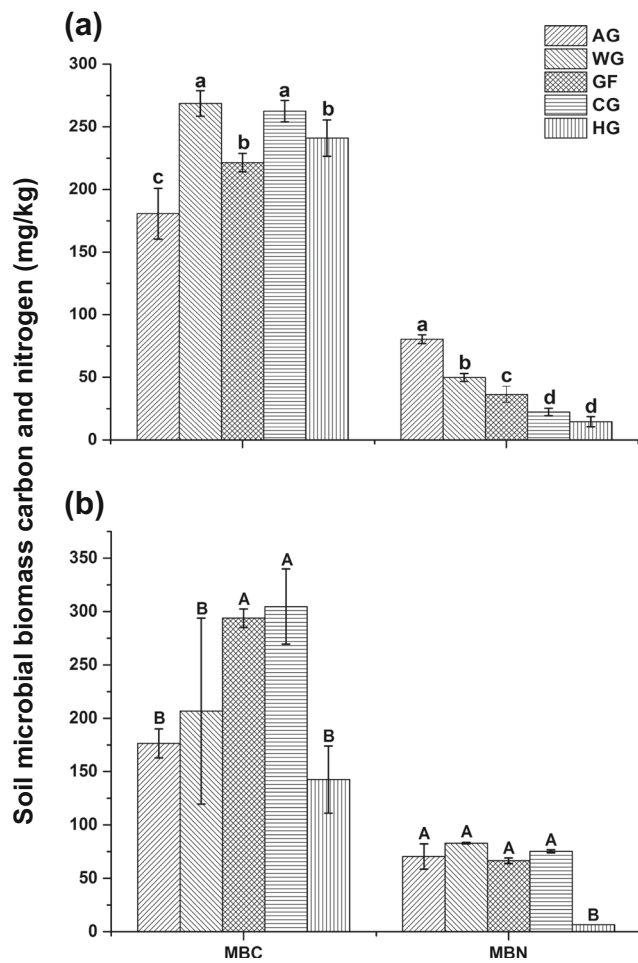 (a)
AG
WG
GF
CG
HG
Soil microbial biomass carbon and nitrogen (mg/kg)
300
250
200
150
100
50
0
c
a
b
a
b
a
b
c
d
d
(b)
350
300
250
200
150
100
50
0
B
B
A
A
B
A
A
A
A
B
MBC
MBN